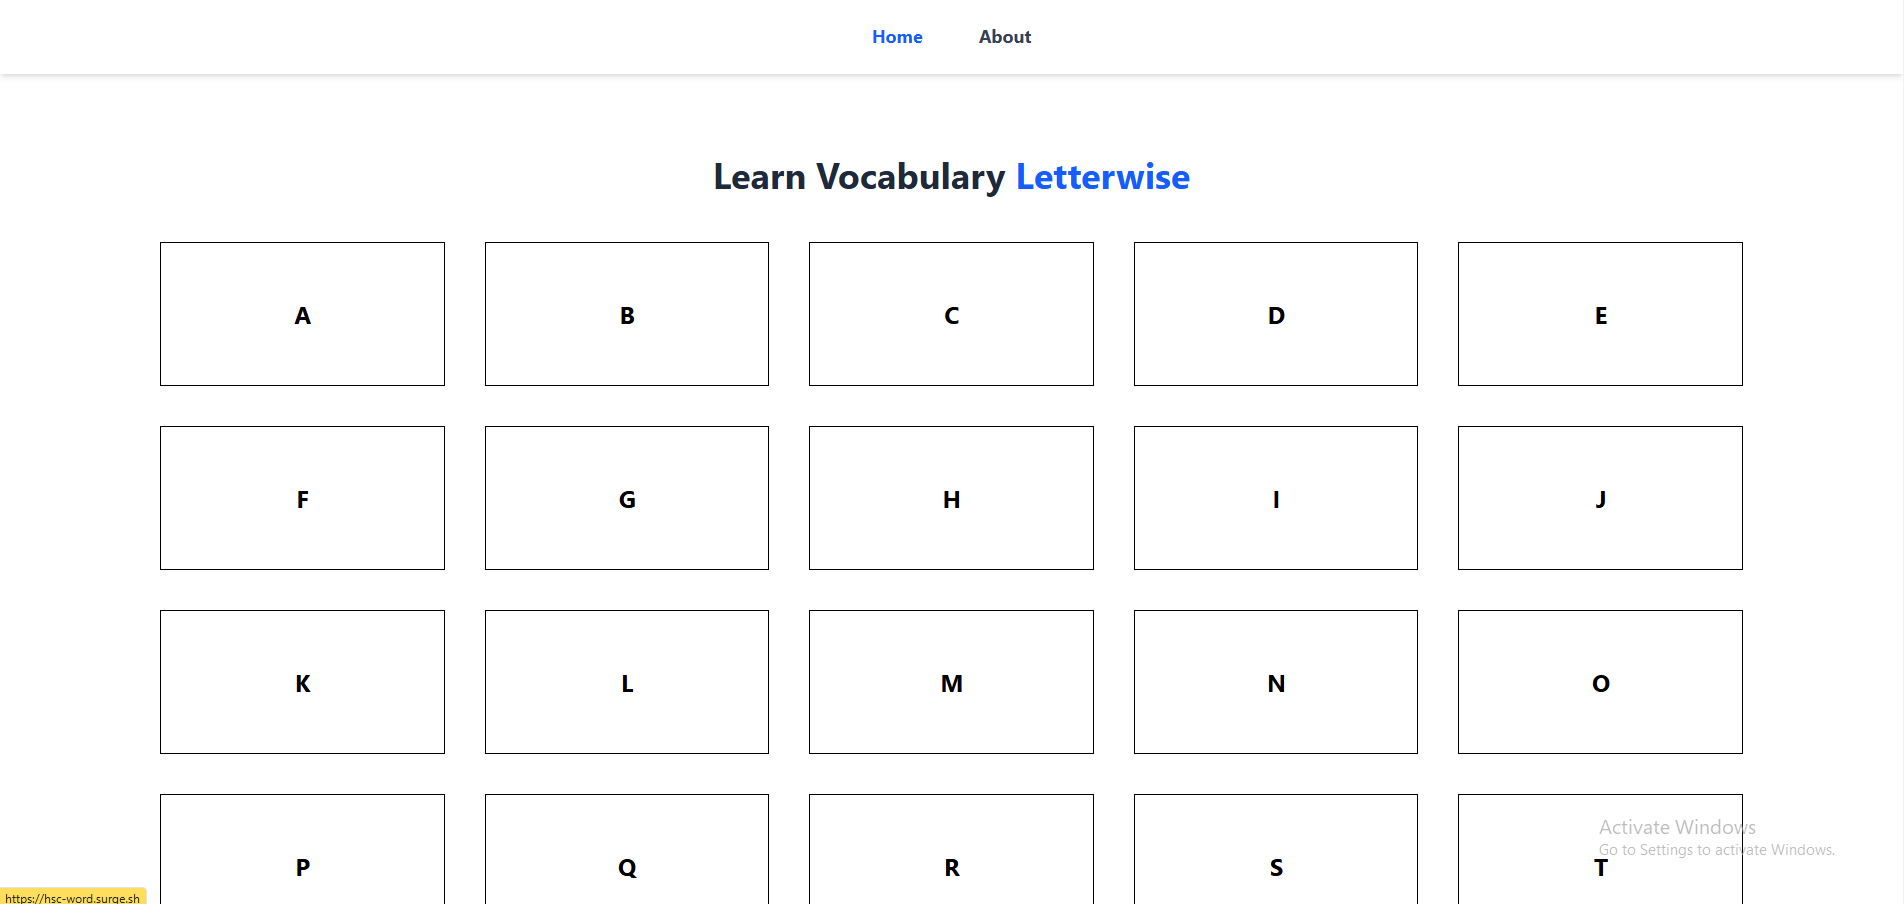 Home About
Learn Vocabulary Letterwise
A B C D E
F G H I J
K L M N O
P Q R S T
Activate Windows
Go to Settings to activate Windows.
https://hsc-word.surge.sh